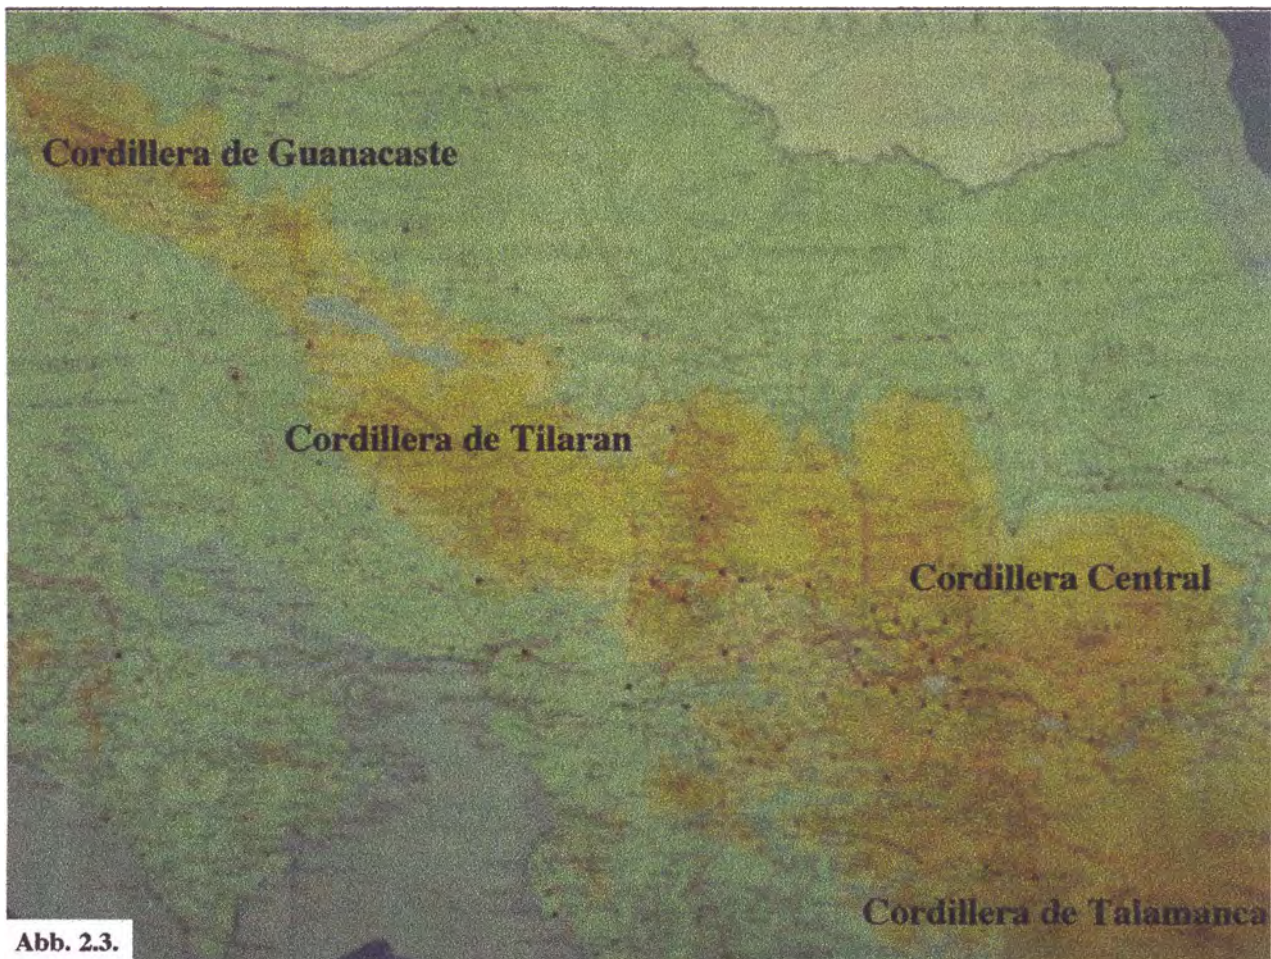 Cordillera de Guanacaste
Cordillera de Tilaran
Cordillera Central
Cordillera de Talamanca
Abb. 2.3.